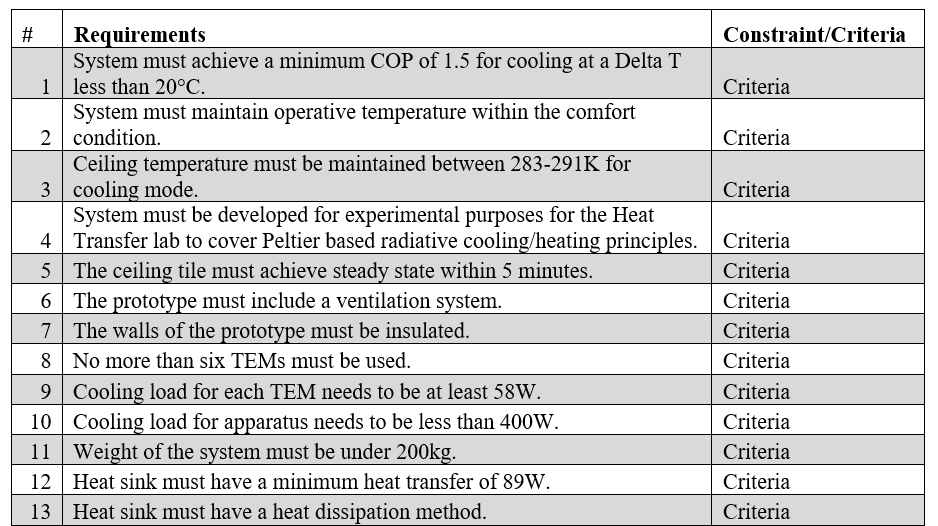 # Requirements Constraint/Criteria
System must achieve a minimum COP of 1.5 for cooling at a Delta T
1 less than 20°C. Criteria
System must maintain operative temperature within the comfort
2 condition. Criteria
Ceiling temperature must be maintained between 283-291K for
3 cooling mode. Criteria
System must be developed for experimental purposes for the Heat
4 Transfer lab to cover Peltier based radiative cooling/heating principles. Criteria
5 The ceiling tile must achieve steady state within 5 minutes. Criteria
6 The prototype must include a ventilation system. Criteria
7 The walls of the prototype must be insulated. Criteria
8 No more than six TEMs must be used. Criteria
9 Cooling load for each TEM needs to be at least 58W. Criteria
10 Cooling load for apparatus needs to be less than 400W. Criteria
11 Weight of the system must be under 200kg. Criteria
12 Heat sink must have a minimum heat transfer of 89W. Criteria
13 Heat sink must have a heat dissipation method. Criteria